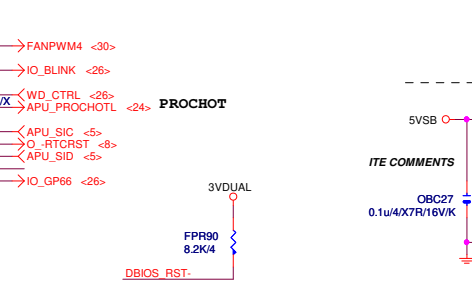 FANPWM4 <30>
IO_BLINK <26>
WD_CTRL <26>
/X
APU_PROCHOTL <24> PROCHOT
5VSB
APU_SIC <5>
O_-RTCRST <8>
APU_SID <5>
ITE COMMENTS
IO_GP66 <26>
3VDUAL
OBC27
0.1u/4/X7R/16V/K
FPR90
8.2K/4
DBIOS_RST-